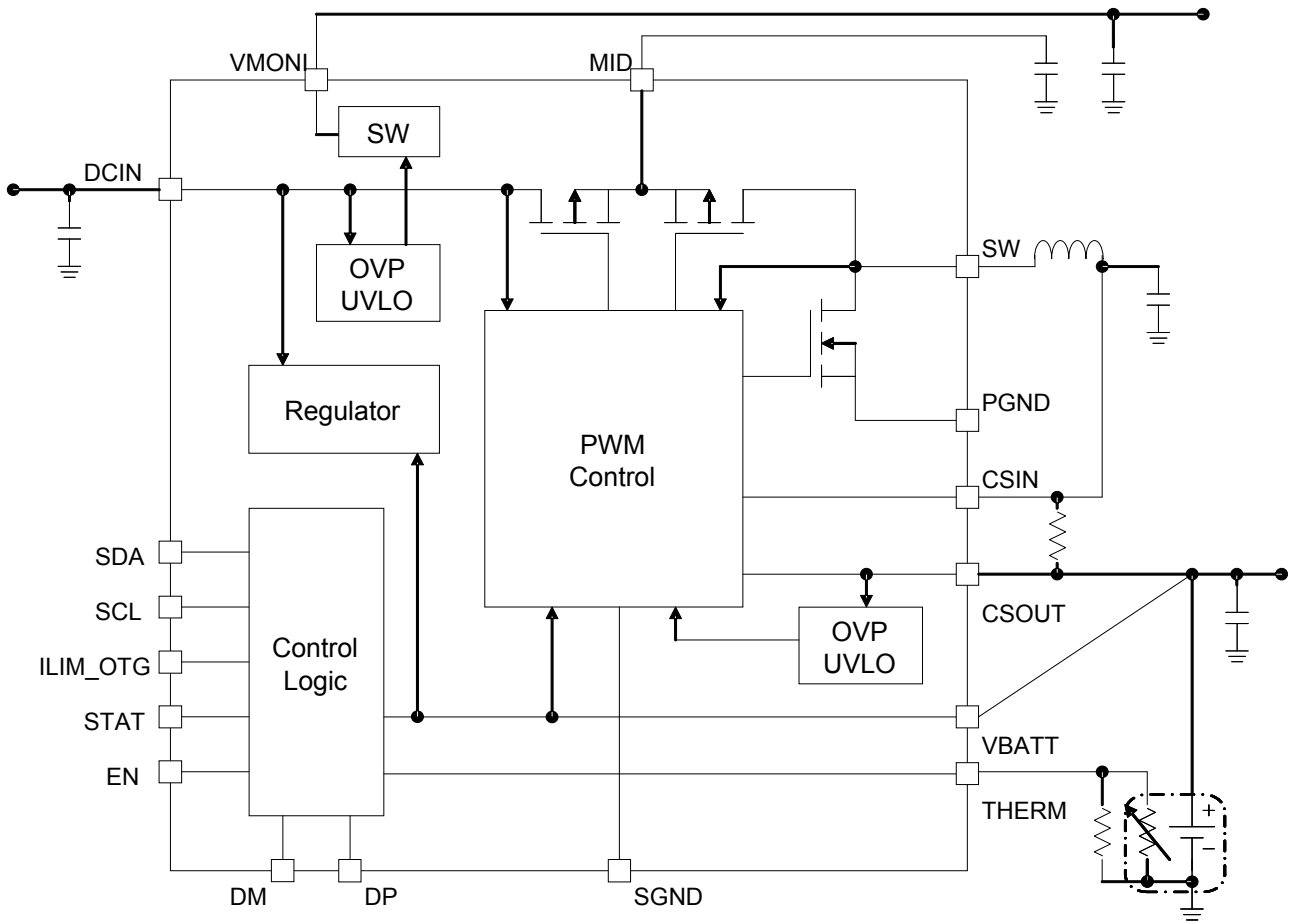 VMONI
MID
SW
DCIN
OVP
UVLO
SW
Regulator
PWM
Control
PGND
CSIN
SDA
SCL
ILIM_OTG
STAT
EN
Control
Logic
OVP
UVLO
CSOUT
VBATT
THERM
+
−
DM
DP
SGND